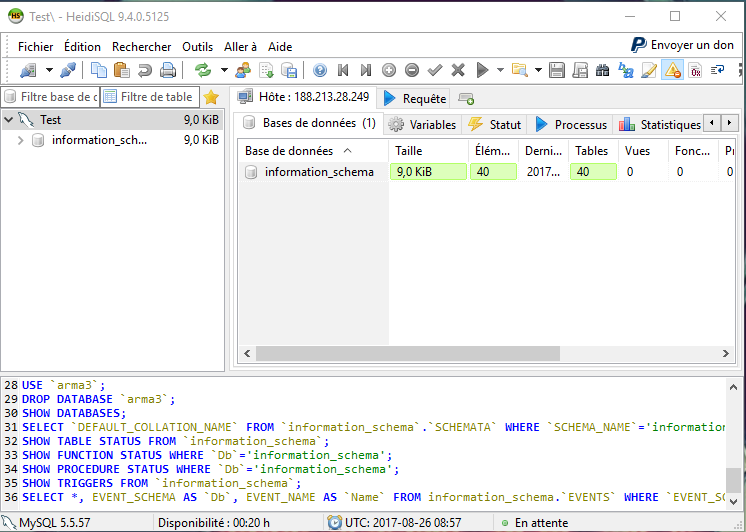 Test\ - HeidiSQL 9.4.0.5125
Fichier Édition Rechercher Outils Aller à Aide
Envoyer un don
Filtre base de c Filtre de table
Hôte : 188.213.28.249 Requête
Test 9,0 KiB
information_sch... 9,0 KiB
Bases de données (1) Variables Statut Processus Statistiques
Base de données Taille Élém... Derni... Tables Vues Fonc... Pr
information_schema 9,0 KiB 40 2017... 40 0 0 0
28 USE `arma3`;
29 DROP DATABASE `arma3`;
30 SHOW DATABASES;
31 SELECT `DEFAULT_COLLATION_NAME` FROM `information_schema`.`SCHEMATA` WHERE `SCHEMA_NAME`='information
32 SHOW TABLE STATUS FROM `information_schema`;
33 SHOW FUNCTION STATUS WHERE `Db`='information_schema';
34 SHOW PROCEDURE STATUS WHERE `Db`='information_schema';
35 SHOW TRIGGERS FROM `information_schema`;
36 SELECT *, EVENT_SCHEMA AS `Db`, EVENT_NAME AS `Name` FROM information_schema.`EVENTS` WHERE `EVENT_SC
MySQL 5.5.57 Disponibilité : 00:20 h UTC: 2017-08-26 08:57 En attente